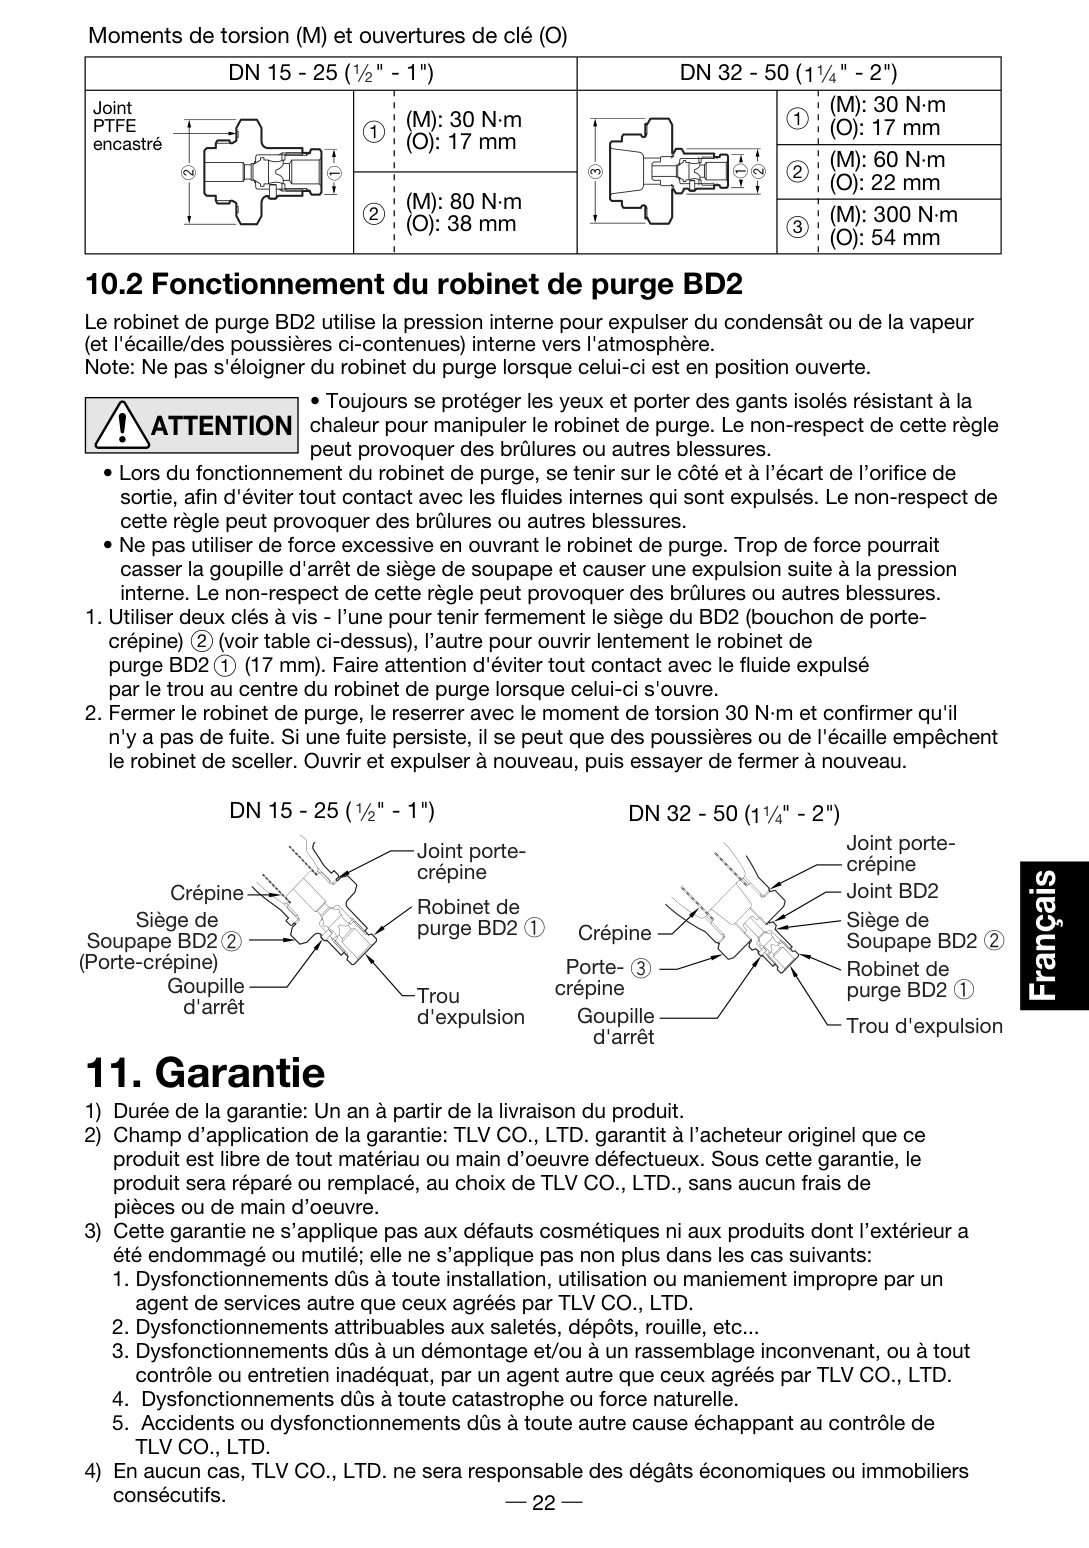 Moments de torsion (M) et ouvertures de clé (O)
DN 15 - 25 ( ½" - 1")
DN 32 - 50 (1 ¼" - 2")
Joint
PTFE
encastré
②
①
①
(M): 30 N·m
(O): 17 mm
②
(M): 80 N·m
(O): 38 mm
③
①
②
①
(M): 30 N·m
(O): 17 mm
②
(M): 60 N·m
(O): 22 mm
③
(M): 300 N·m
(O): 54 mm
10.2 Fonctionnement du robinet de purge BD2
Le robinet de purge BD2 utilise la pression interne pour expulser du condensât ou de la vapeur
(et l'écaille/des poussières ci-contenues) interne vers l'atmosphère.
Note: Ne pas s'éloigner du robinet du purge lorsque celui-ci est en position ouverte.
ATTENTION
• Toujours se protéger les yeux et porter des gants isolés résistant à la
chaleur pour manipuler le robinet de purge. Le non-respect de cette règle
peut provoquer des brûlures ou autres blessures.
• Lors du fonctionnement du robinet de purge, se tenir sur le côté et à l’écart de l’orifice de
sortie, afin d'éviter tout contact avec les fluides internes qui sont expulsés. Le non-respect de
cette règle peut provoquer des brûlures ou autres blessures.
• Ne pas utiliser de force excessive en ouvrant le robinet de purge. Trop de force pourrait
casser la goupille d'arrêt de siège de soupape et causer une expulsion suite à la pression
interne. Le non-respect de cette règle peut provoquer des brûlures ou autres blessures.
1. Utiliser deux clés à vis - l’une pour tenir fermement le siège du BD2 (bouchon de porte-
crépine) ② (voir table ci-dessus), l’autre pour ouvrir lentement le robinet de
purge BD2 ① (17 mm). Faire attention d'éviter tout contact avec le fluide expulsé
par le trou au centre du robinet de purge lorsque celui-ci s'ouvre.
2. Fermer le robinet de purge, le reserrer avec le moment de torsion 30 N·m et confirmer qu'il
n'y a pas de fuite. Si une fuite persiste, il se peut que des poussières ou de l'écaille empêchent
le robinet de sceller. Ouvrir et expulser à nouveau, puis essayer de fermer à nouveau.
DN 15 - 25 ( ½" - 1")
Joint porte-
crépine
Crépine
Robinet de
purge BD2 ①
Siège de
Soupape BD2 ②
(Porte-crépine)
Goupille
d'arrêt
Trou
d'expulsion
DN 32 - 50 (1 ¼" - 2")
Joint porte-
crépine
Joint BD2
Crépine
Siège de
Soupape BD2 ②
Porte- ③
crépine
Robinet de
purge BD2 ①
Goupille
d'arrêt
Trou d'expulsion
Français
11. Garantie
1) Durée de la garantie: Un an à partir de la livraison du produit.
2) Champ d’application de la garantie: TLV CO., LTD. garantit à l’acheteur originel que ce
produit est libre de tout matériau ou main d’oeuvre défectueux. Sous cette garantie, le
produit sera réparé ou remplacé, au choix de TLV CO., LTD., sans aucun frais de
pièces ou de main d’oeuvre.
3) Cette garantie ne s’applique pas aux défauts cosmétiques ni aux produits dont l’extérieur a
été endommagé ou mutilé; elle ne s’applique pas non plus dans les cas suivants:
1. Dysfonctionnements dûs à toute installation, utilisation ou maniement impropre par un
agent de services autre que ceux agréés par TLV CO., LTD.
2. Dysfonctionnements attribuables aux saletés, dépôts, rouille, etc...
3. Dysfonctionnements dûs à un démontage et/ou à un rassemblage inconvenant, ou à tout
contrôle ou entretien inadéquat, par un agent autre que ceux agréés par TLV CO., LTD.
4. Dysfonctionnements dûs à toute catastrophe ou force naturelle.
5. Accidents ou dysfonctionnements dûs à toute autre cause échappant au contrôle de
TLV CO., LTD.
4) En aucun cas, TLV CO., LTD. ne sera responsable des dégâts économiques ou immobiliers
consécutifs.
— 22 —